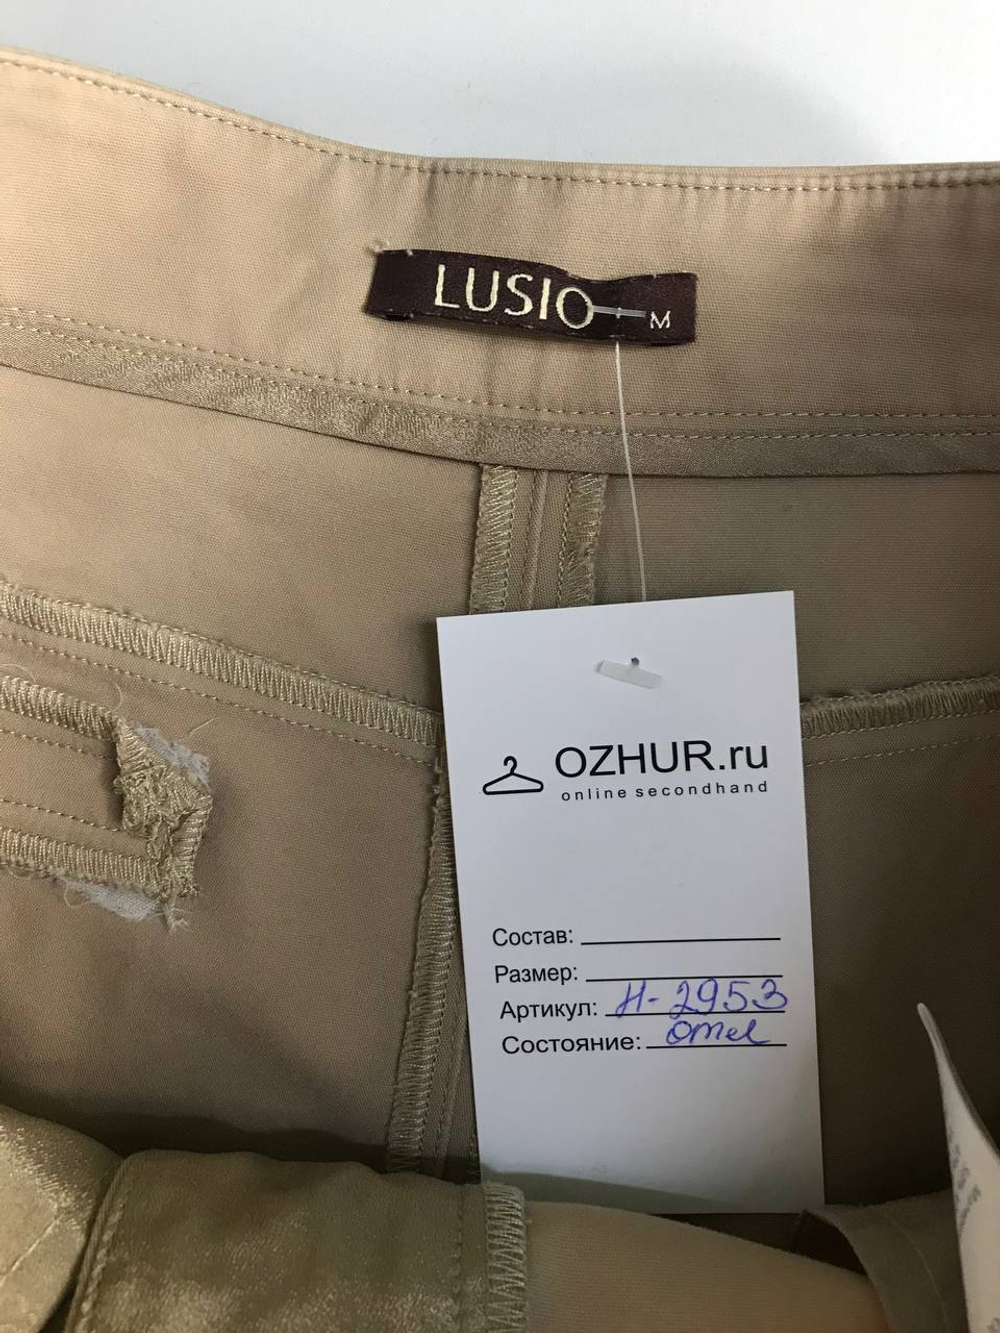 LUSIO M
OZHUR.ru
online secondhand
Состав:
Размер:
Артикул: Н-2953
Состояние: отл